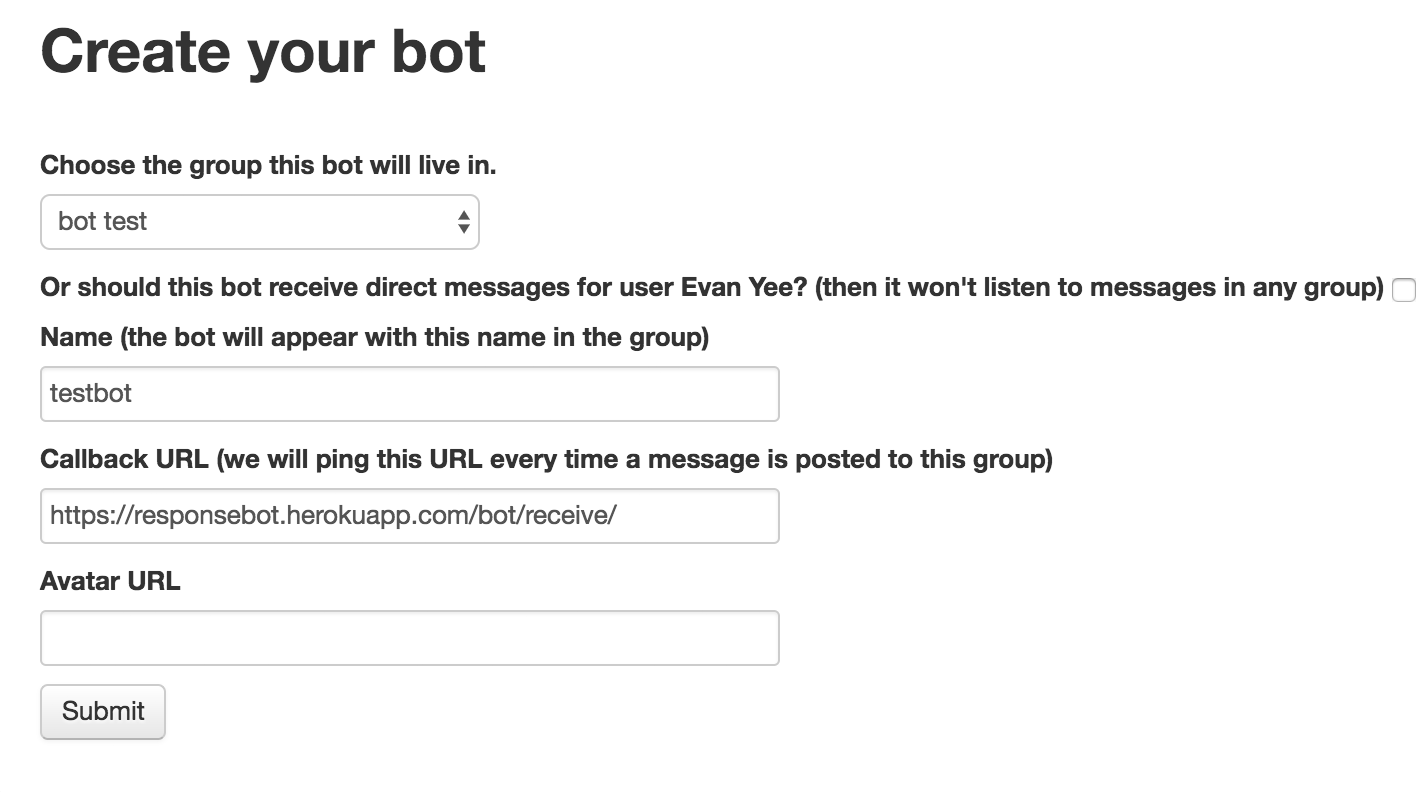 Create your bot
Choose the group this bot will live in.
bot test
Or should this bot receive direct messages for user Evan Yee? (then it won't listen to messages in any group)
Name (the bot will appear with this name in the group)
testbot
Callback URL (we will ping this URL every time a message is posted to this group)
https://responsebot.herokuapp.com/bot/receive/
Avatar URL
Submit